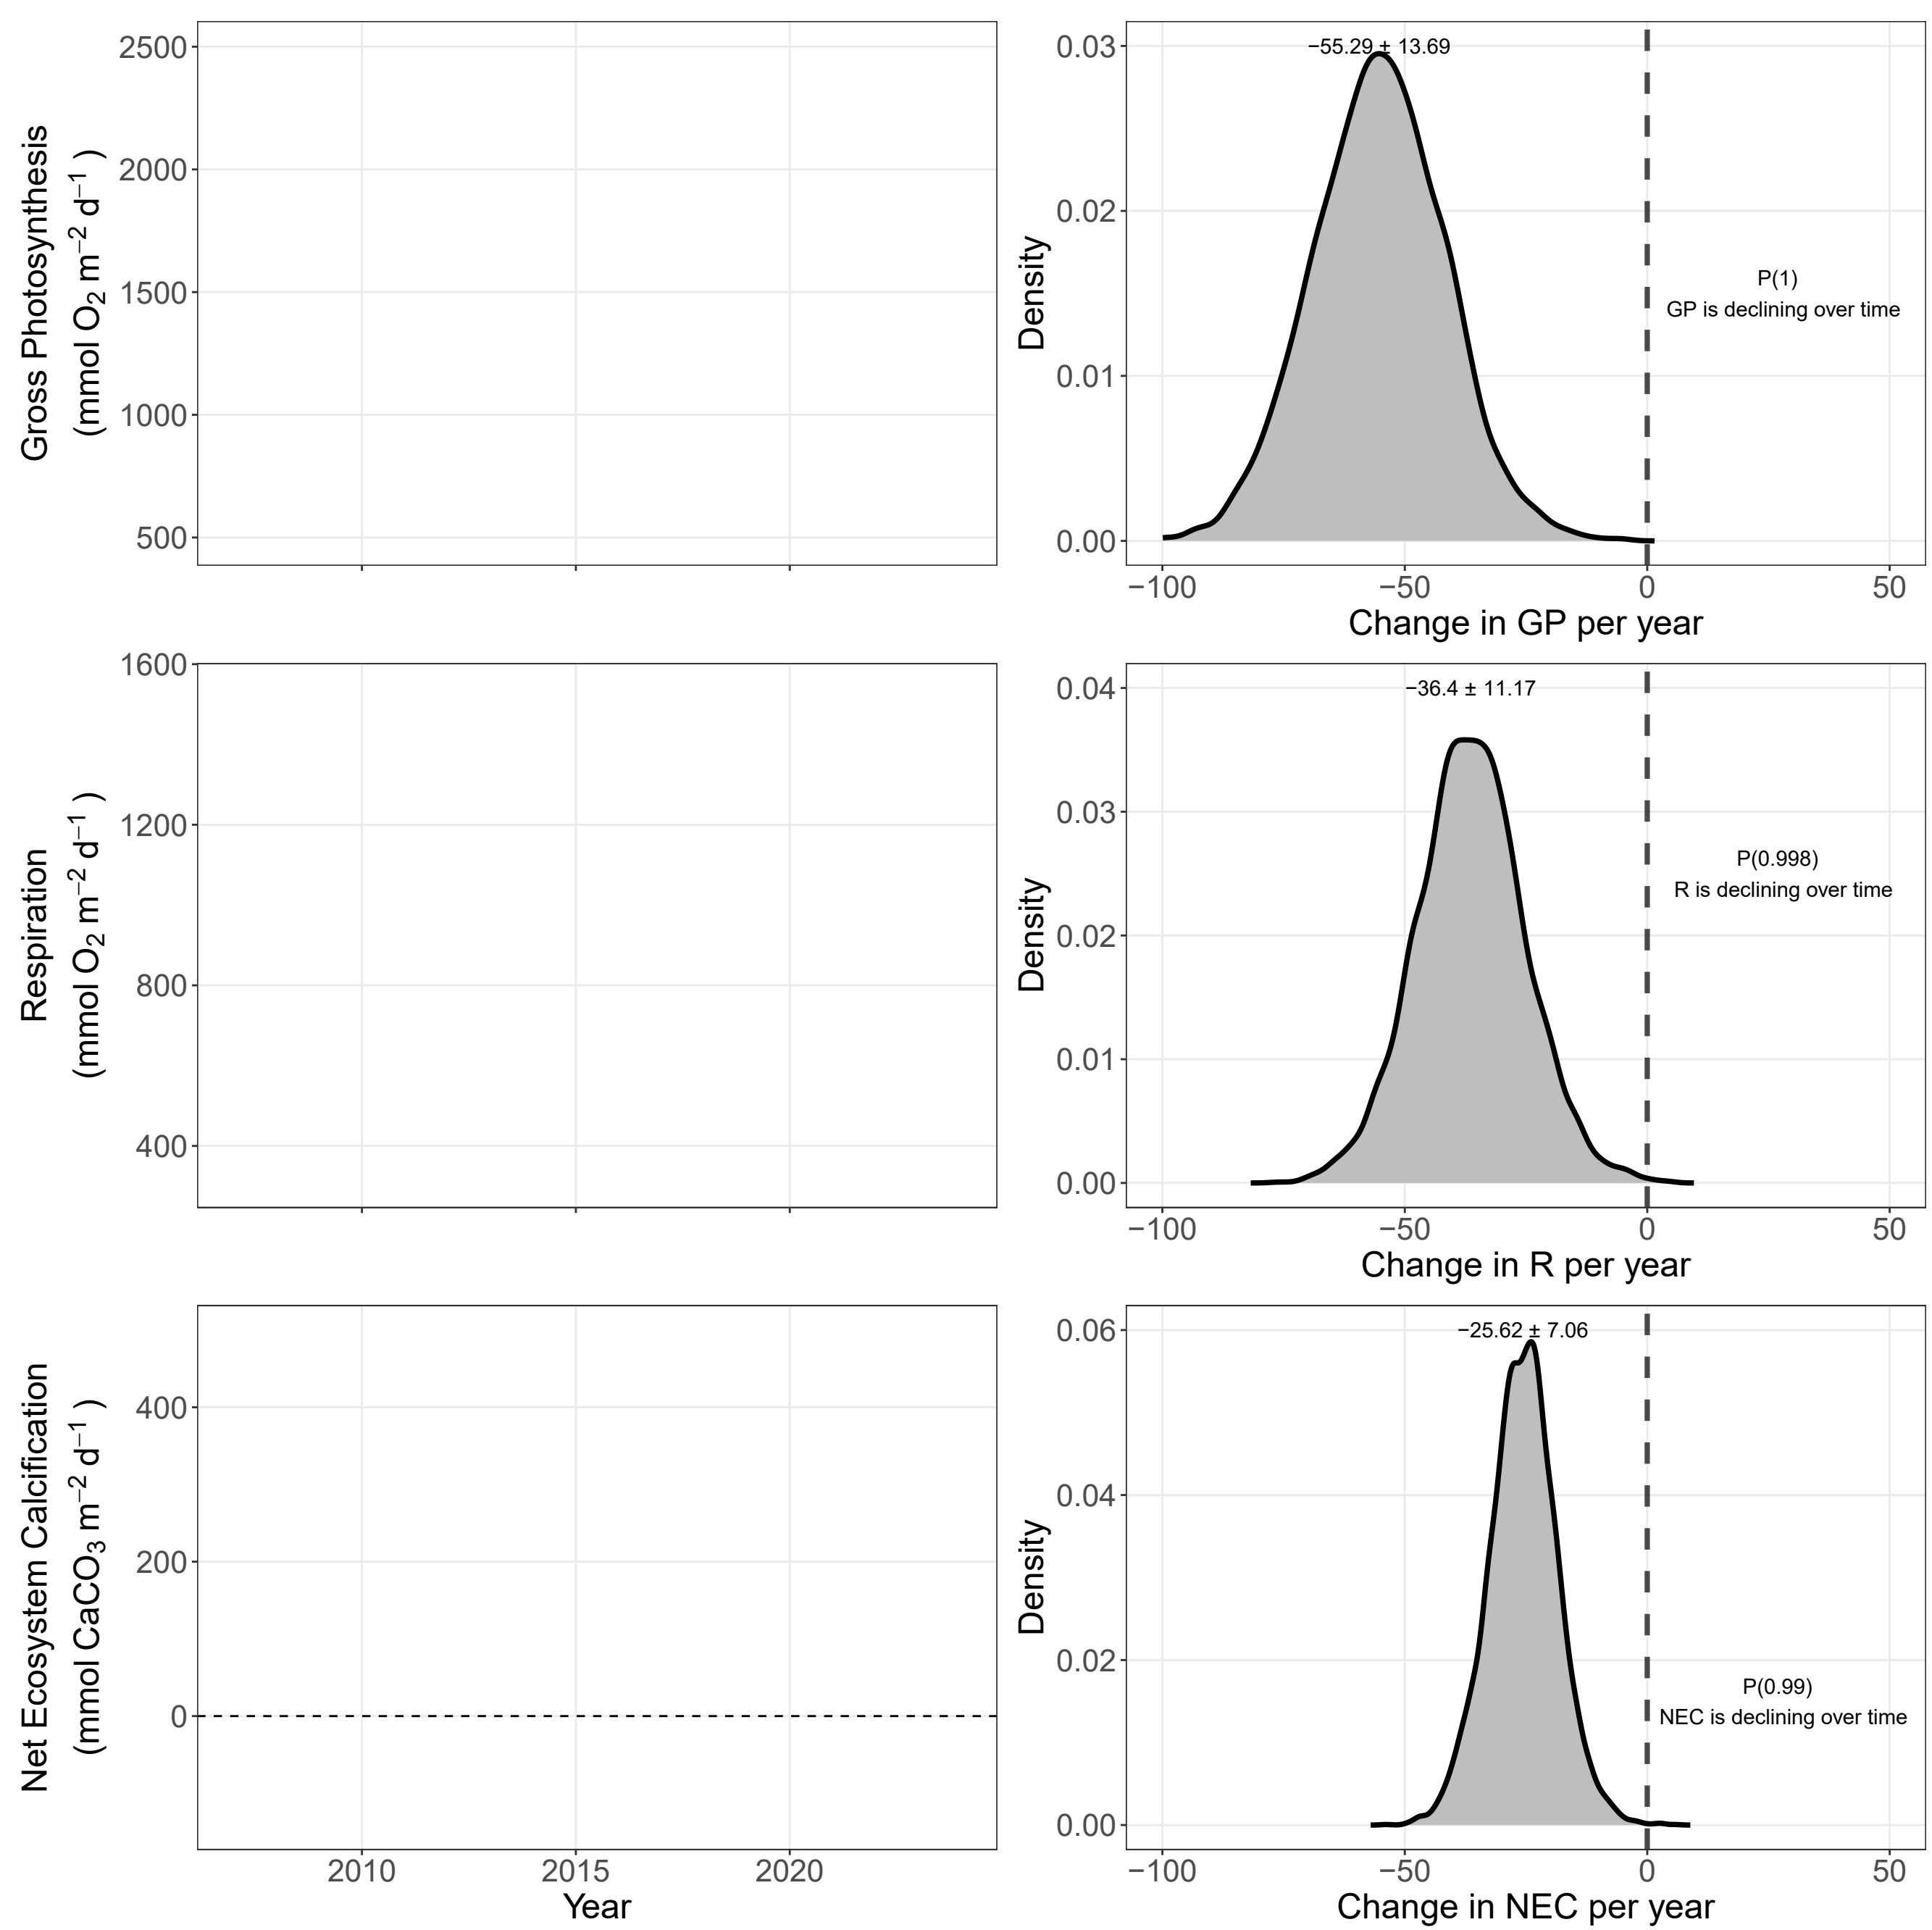 Gross Photosynthesis
(mmol O₂ m⁻² d⁻¹ )
2500
2000
1500
1000
500
Density
0.03
0.02
0.01
0.00
−55.29 ± 13.69
P(1)
GP is declining over time
−100 −50 0 50
Change in GP per year
Respiration
(mmol O₂ m⁻² d⁻¹ )
1600
1200
800
400
Density
0.04
0.03
0.02
0.01
0.00
−36.4 ± 11.17
P(0.998)
R is declining over time
−100 −50 0 50
Change in R per year
Net Ecosystem Calcification
(mmol CaCO₃ m⁻² d⁻¹ )
400
200
0
2010 2015 2020
Year
Density
0.06
0.04
0.02
0.00
−25.62 ± 7.06
P(0.99)
NEC is declining over time
−100 −50 0 50
Change in NEC per year